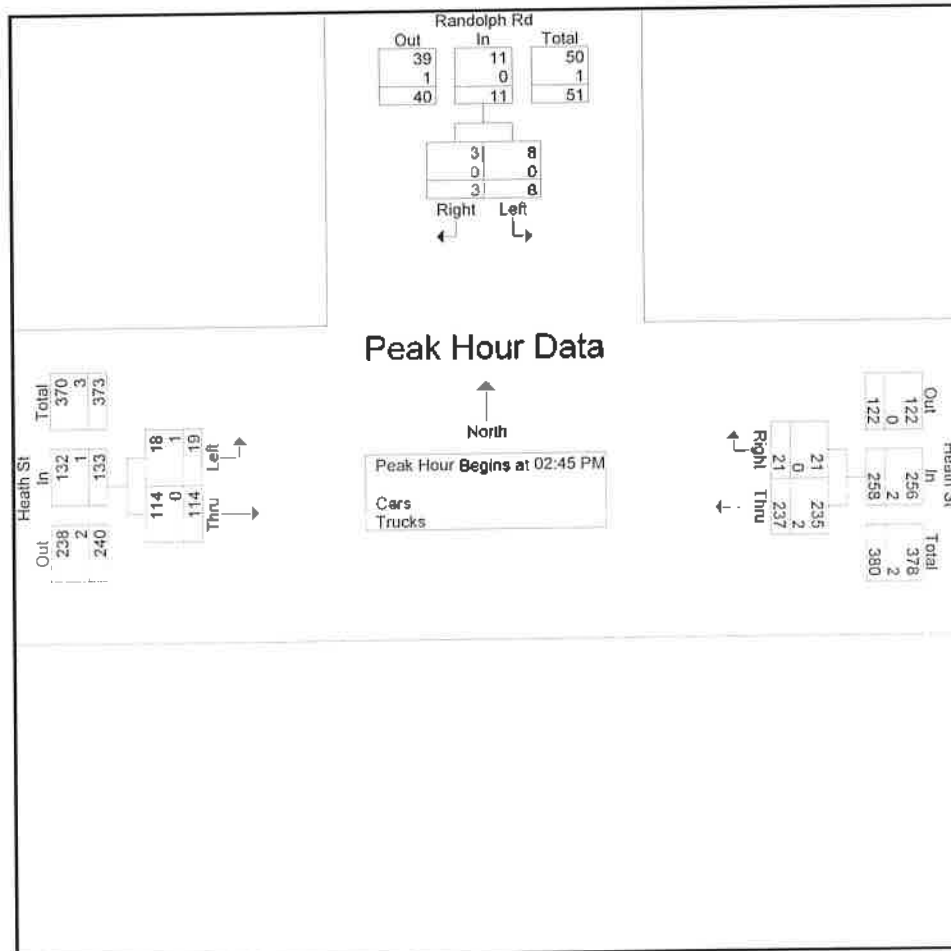 Randolph Rd
Out In Total
39 11 50
1 0 1
40 11 51
3 8
0 0
3 8
Right Left
Peak Hour Data
North
Peak Hour Begins at 02:45 PM
Cars
Trucks
Heath St
Out In Total
238 132 370
2 1 3
240 133 373
Left
18
1
19
Thru
114
0
114
Right
21
0
21
Thru
235
2
237
Heath St
Out In Total
122 256 378
0 2 2
122 258 380